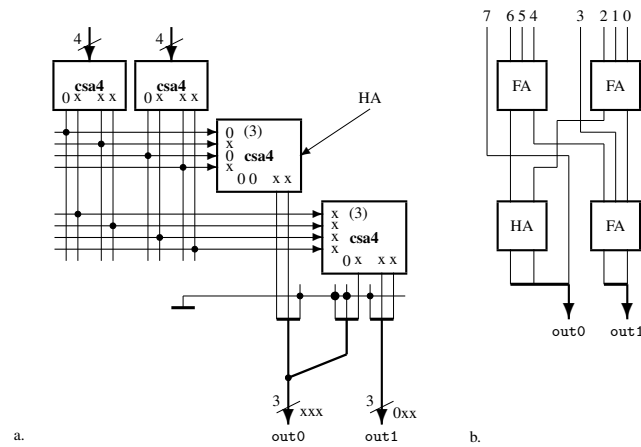 4 4
csa4 csa4
0 x x x 0 x x x
HA
0 (3)
x csa4
0
x
0 0 x x
x (3)
x csa4
x
x
0 x x x
3 xxx 3 0xx
out0 out1
a.
7 6 5 4 3 2 1 0
FA FA
HA FA
out0 out1
b.